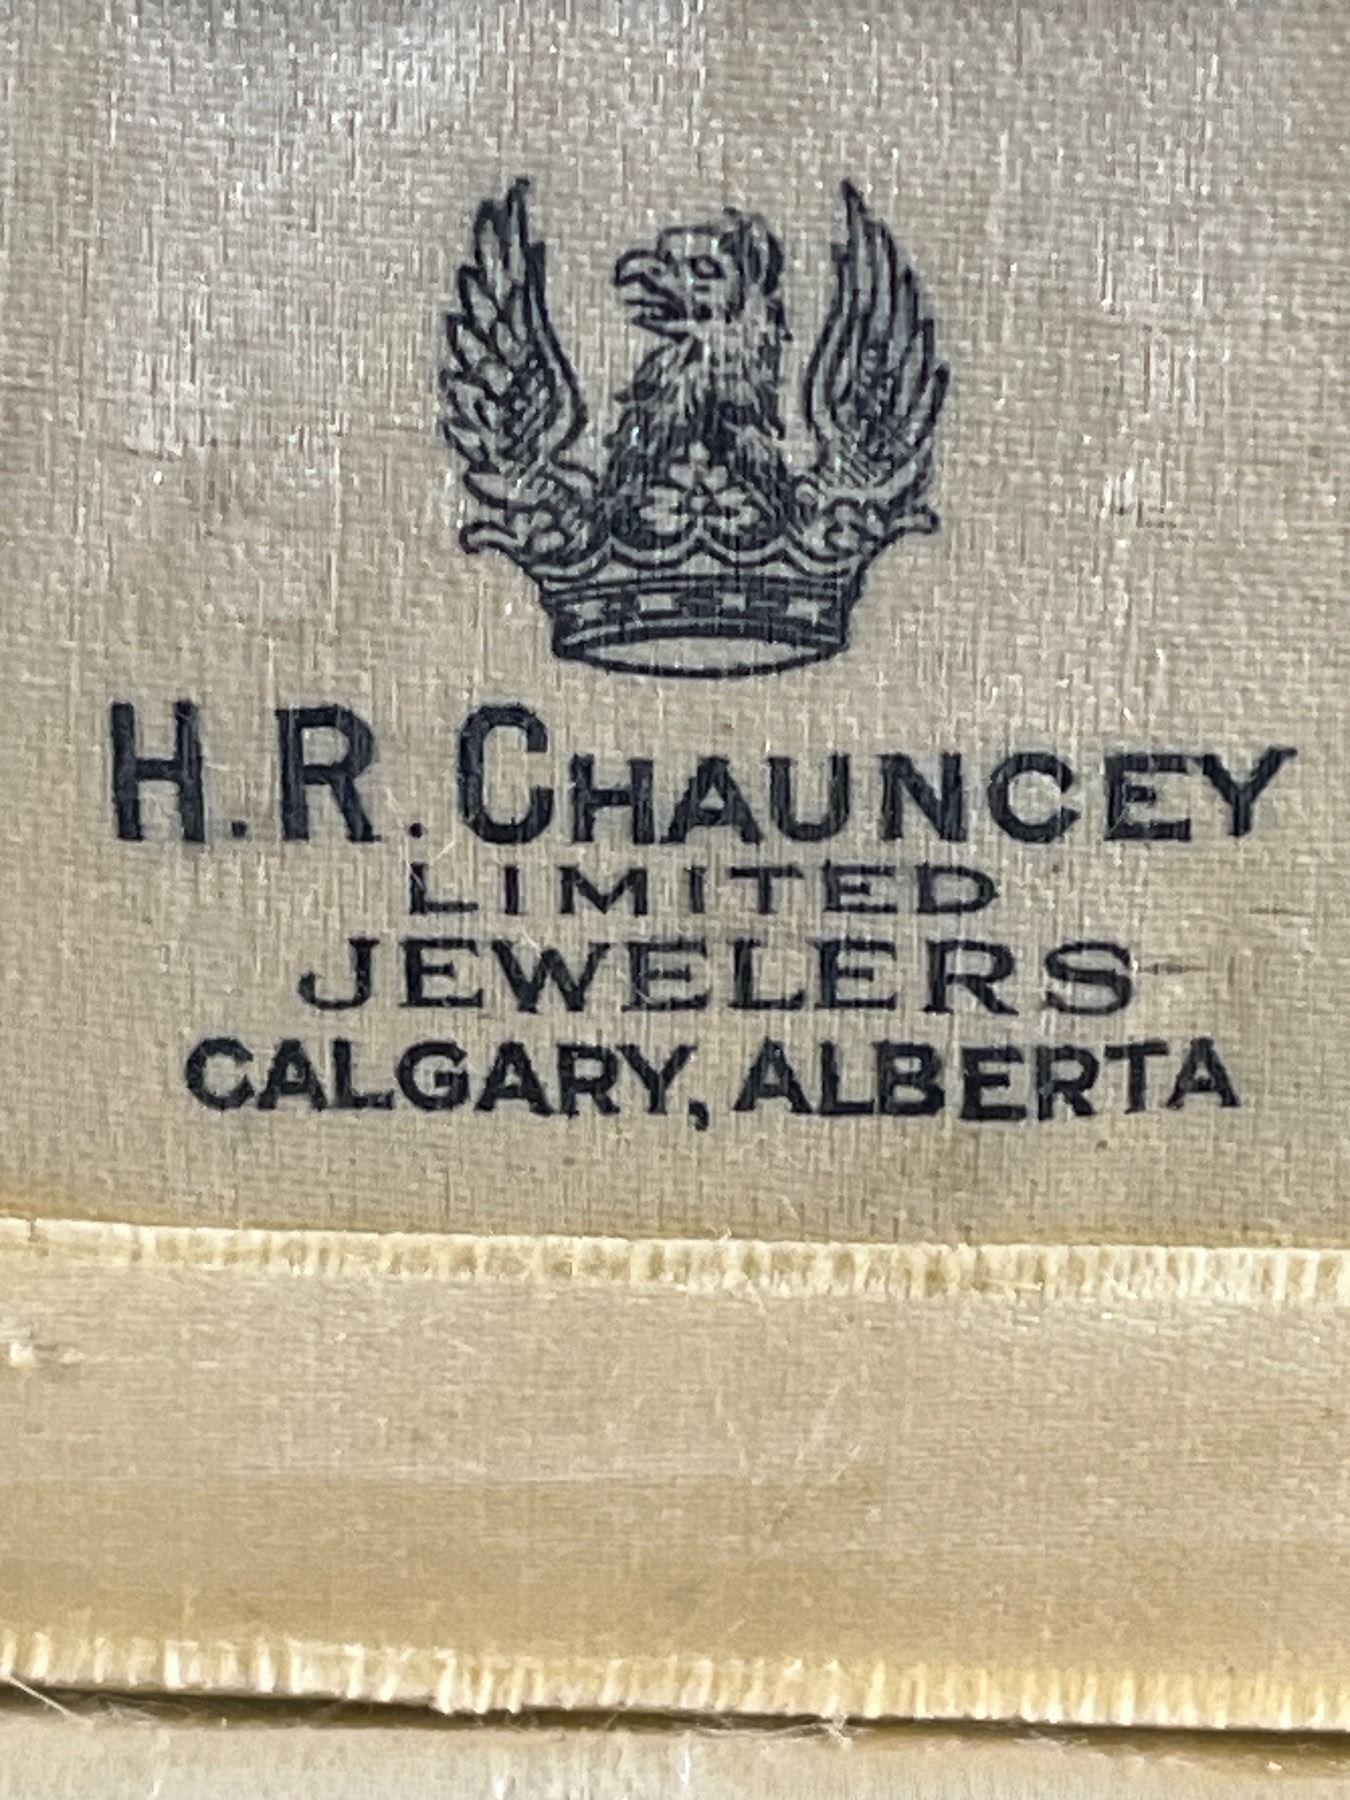 H.R. CHAUNCEY
LIMITED
JEWELERS
CALGARY, ALBERTA